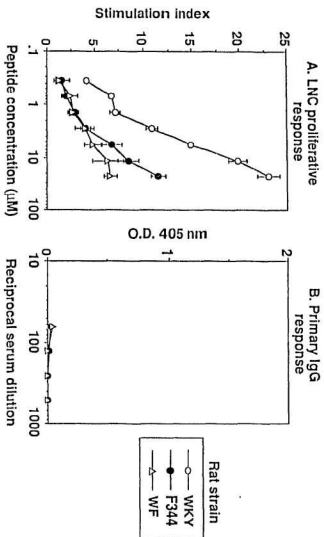 A. LNC proliferative
response
Stimulation index
25
20
15
10
5
0
.1
1
10
100
Peptide concentration (µM)
B. Primary IgG
response
O.D. 405 nm
2
1
0
10
100
1000
Reciprocal serum dilution
Rat strain
WKY
F344
WF